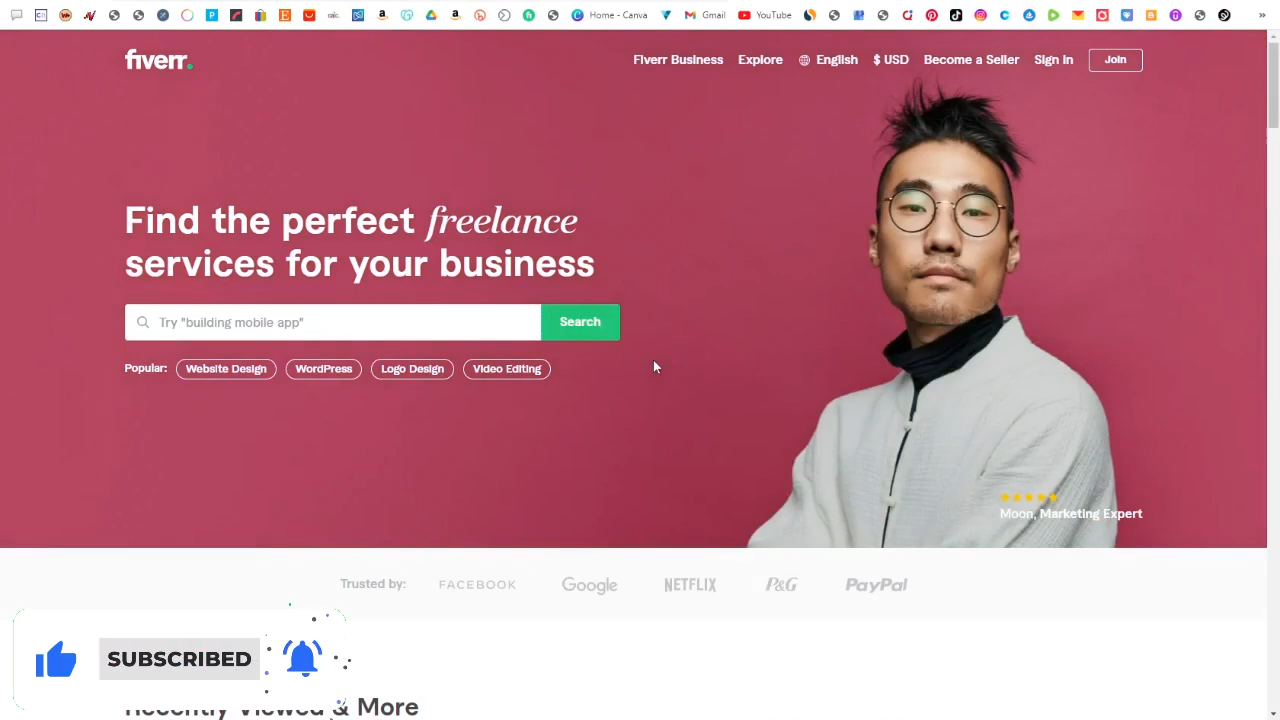 Home - Canva
Gmail
YouTube
»
fiverr.
Fiverr Business
Explore
English
$ USD
Become a Seller
Sign in
Join
Find the perfect freelance
services for your business
Try "building mobile app"
Search
Popular:
Website Design
WordPress
Logo Design
Video Editing
Moon, Marketing Expert
Trusted by:
FACEBOOK
Google
NETFLIX
P&G
PayPal
SUBSCRIBED
Recently Viewed & More